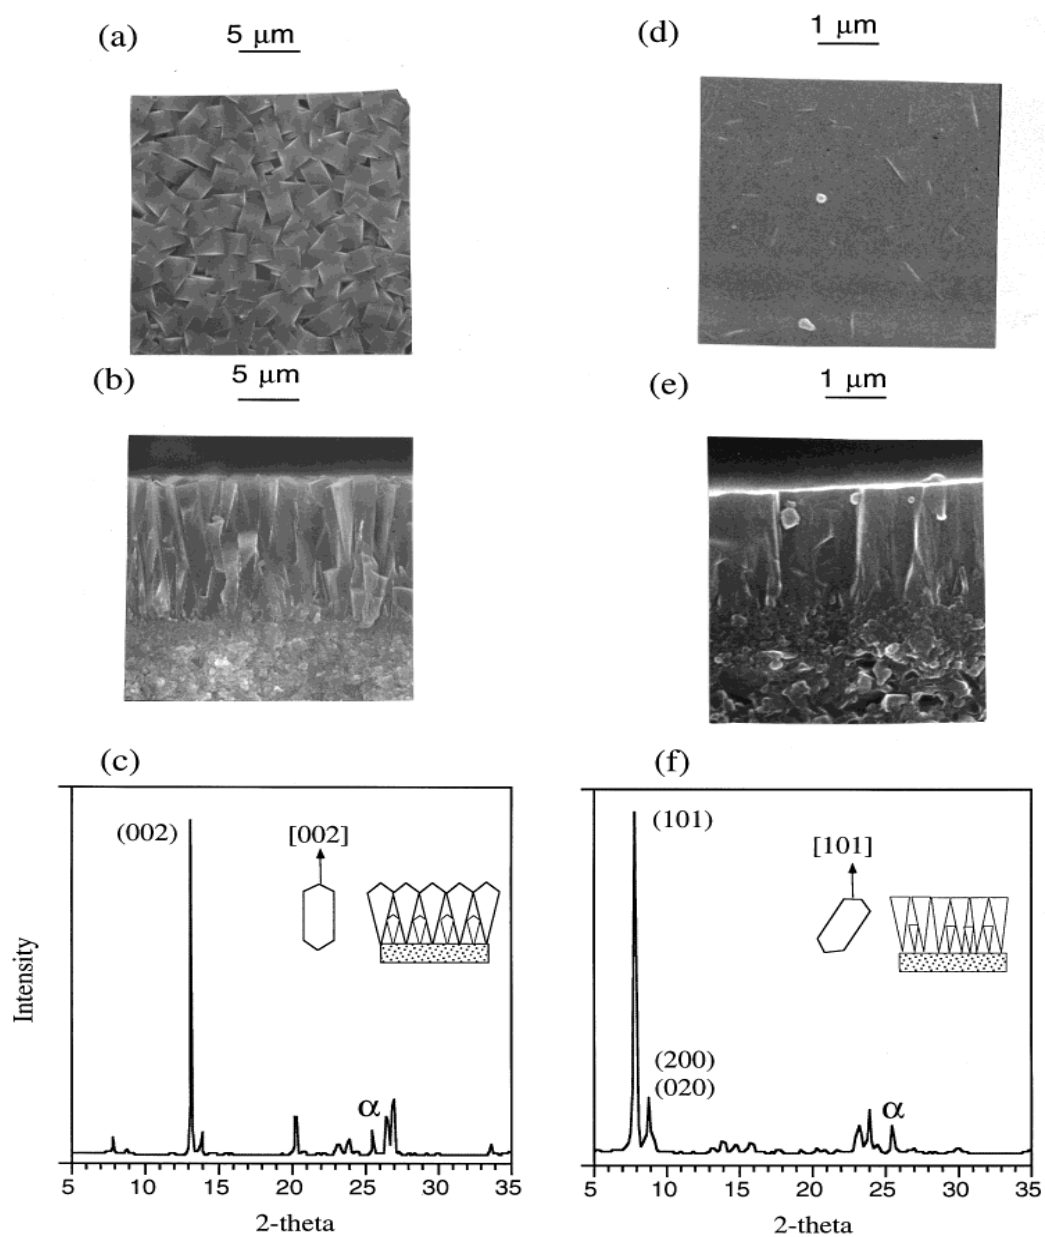 (a)
5 μm
(d)
1 μm
(b)
5 μm
(e)
1 μm
(c)
(002)
[002]
α
Intensity
5 10 15 20 25 30 35
2-theta
(f)
(101)
[101]
(200)
(020)
α
5 10 15 20 25 30 35
2-theta